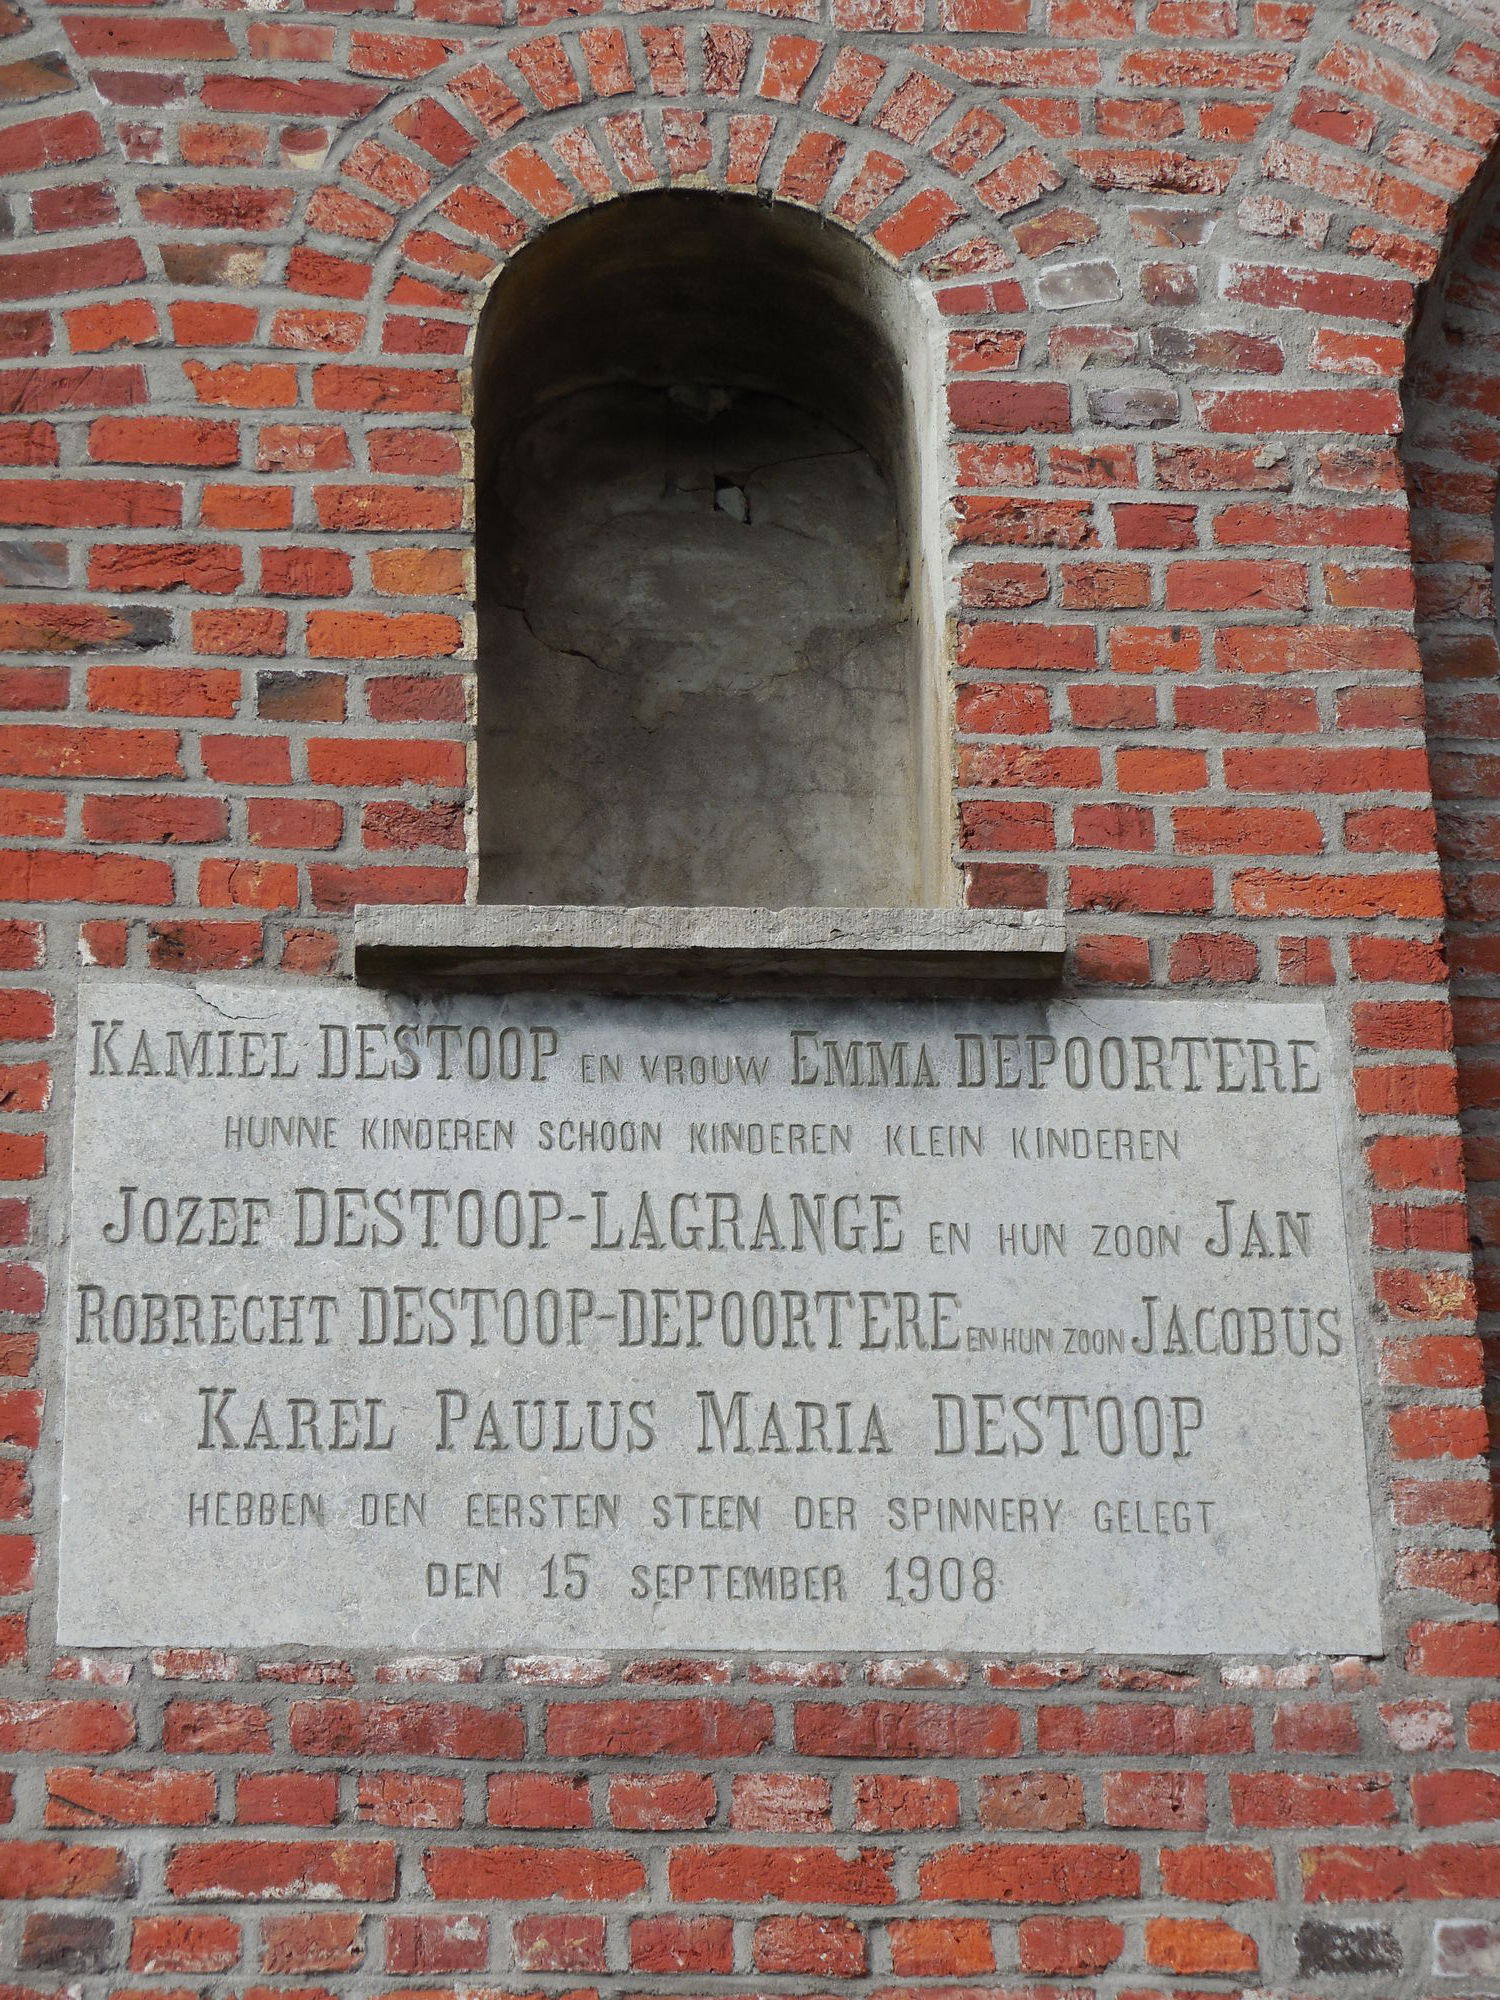 KAMIEL DESTOOP EN VROUW EMMA DEPOORTERE
HUNNE KINDEREN SCHOON KINDEREN KLEIN KINDEREN
JOZEF DESTOOP-LAGRANGE EN HUN ZOON JAN
ROBRECHT DESTOOP-DEPOORTERE EN HUN ZOON JACOBUS
KAREL PAULUS MARIA DESTOOP
HEBBEN DEN EERSTEN STEEN DER SPINNERY GELEGT
DEN 15 SEPTEMBER 1908